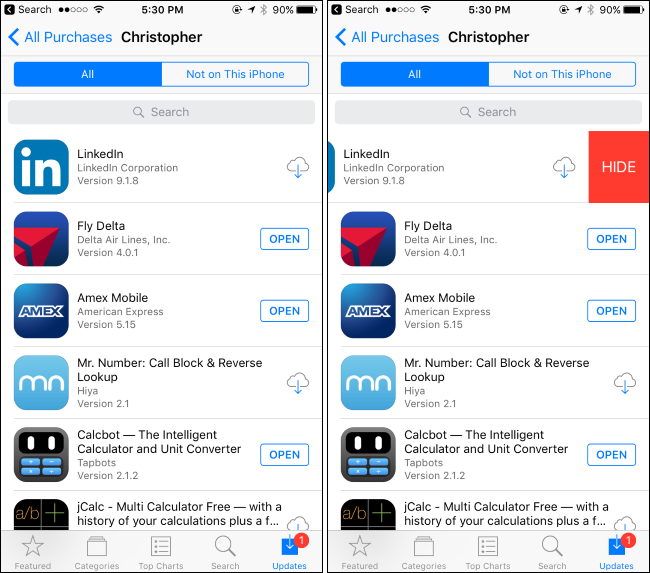 Search 5:30 PM 90%
All Purchases Christopher
All Not on This iPhone
Search
in
LinkedIn
LinkedIn Corporation
Version 9.1.8
Fly Delta
Delta Air Lines, Inc.
Version 4.0.1
OPEN
AMEX
Amex Mobile
American Express
Version 5.15
OPEN
mn
Mr. Number: Call Block & Reverse
Lookup
Hiya
Version 2.1
Calcbot — The Intelligent
Calculator and Unit Converter
Tapbots
Version 2.1.2
OPEN
a/b +
jCalc - Multi Calculator Free — with a
history of your calculations plus a f...
Featured Categories Top Charts Search Updates
1
Search 5:30 PM 90%
All Purchases Christopher
All Not on This iPhone
Search
LinkedIn
LinkedIn Corporation
Version 9.1.8
HIDE
Fly Delta
Delta Air Lines, Inc.
Version 4.0.1
OPEN
AMEX
Amex Mobile
American Express
Version 5.15
OPEN
mn
Mr. Number: Call Block & Reverse
Lookup
Hiya
Version 2.1
Calcbot — The Intelligent
Calculator and Unit Converter
Tapbots
Version 2.1.2
OPEN
a/b +
jCalc - Multi Calculator Free — with a
history of your calculations plus a f...
Featured Categories Top Charts Search Updates
1